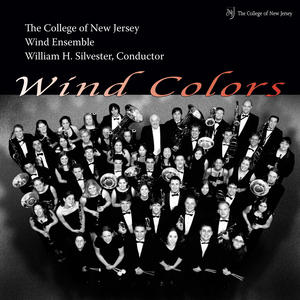 The College of New Jersey
The College of New Jersey
Wind Ensemble
William H. Silvester, Conductor
Wind Colors